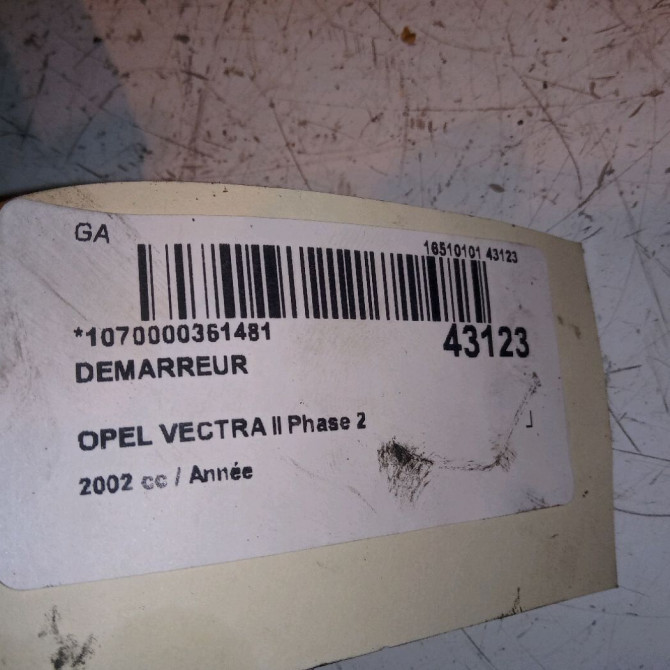 GA
16510101 43123
*1070000361481
43123
DEMARREUR
OPEL VECTRA II Phase 2
2002 cc / Année